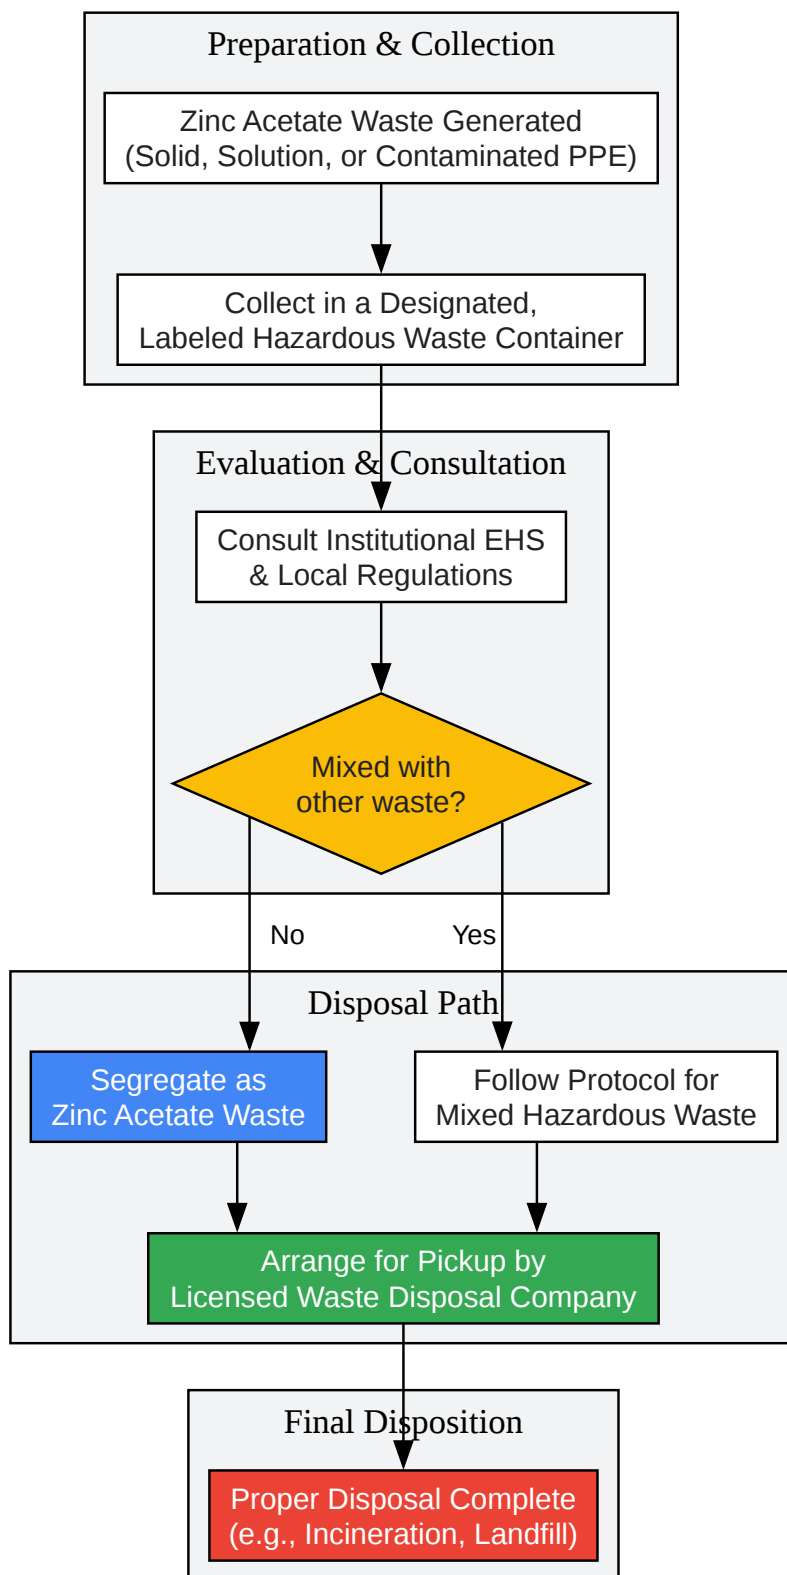 Preparation & Collection
Zinc Acetate Waste Generated
(Solid, Solution, or Contaminated PPE)
Collect in a Designated,
Labeled Hazardous Waste Container
Evaluation & Consultation
Consult Institutional EHS
& Local Regulations
Mixed with
other waste?
No
Yes
Disposal Path
Segregate as
Zinc Acetate Waste
Follow Protocol for
Mixed Hazardous Waste
Arrange for Pickup by
Licensed Waste Disposal Company
Final Disposition
Proper Disposal Complete
(e.g., Incineration, Landfill)